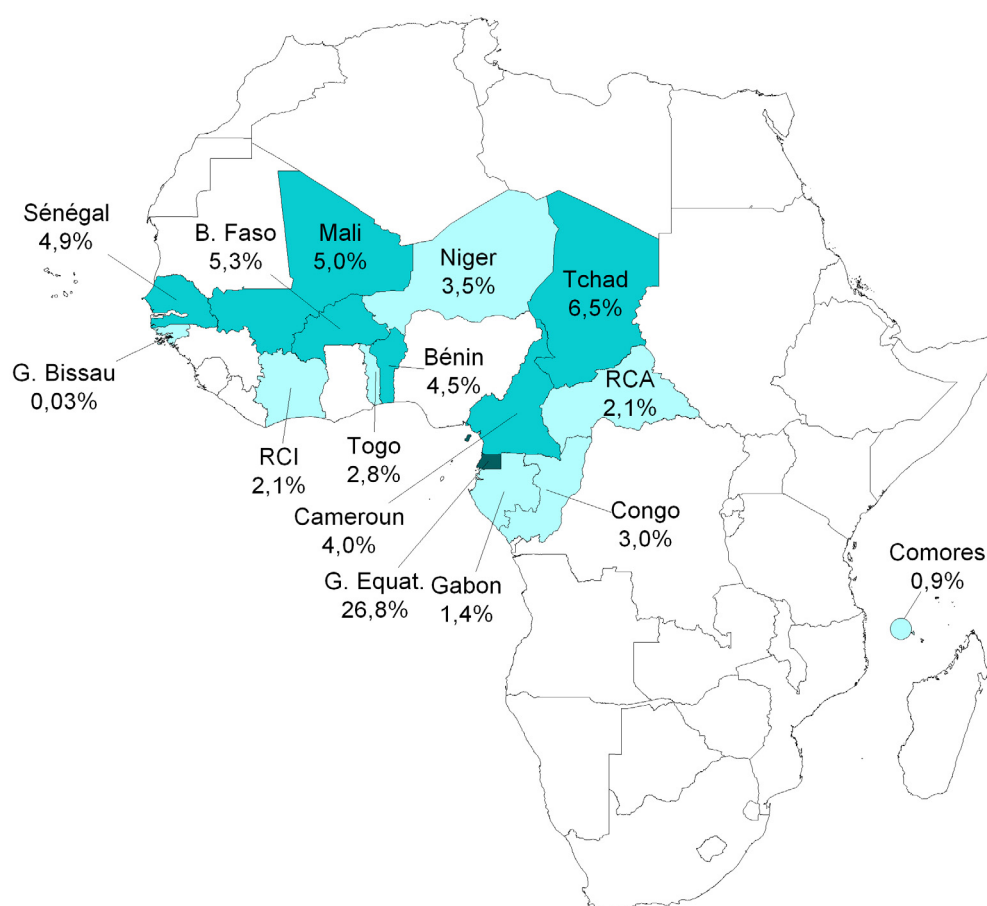 Sénégal
4,9%
B. Faso
5,3%
Mali
5,0%
Niger
3,5%
Tchad
6,5%
G. Bissau
0,03%
Bénin
4,5%
RCA
2,1%
RCI
2,1%
Togo
2,8%
Cameroun
4,0%
Congo
3,0%
G. Equat.
26,8%
Gabon
1,4%
Comores
0,9%